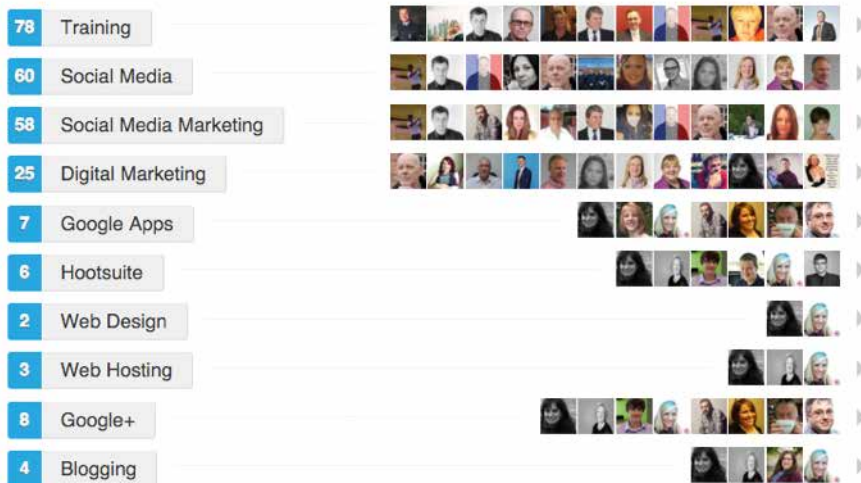 78 Training
60 Social Media
58 Social Media Marketing
25 Digital Marketing
7 Google Apps
6 Hootsuite
2 Web Design
3 Web Hosting
8 Google+
4 Blogging